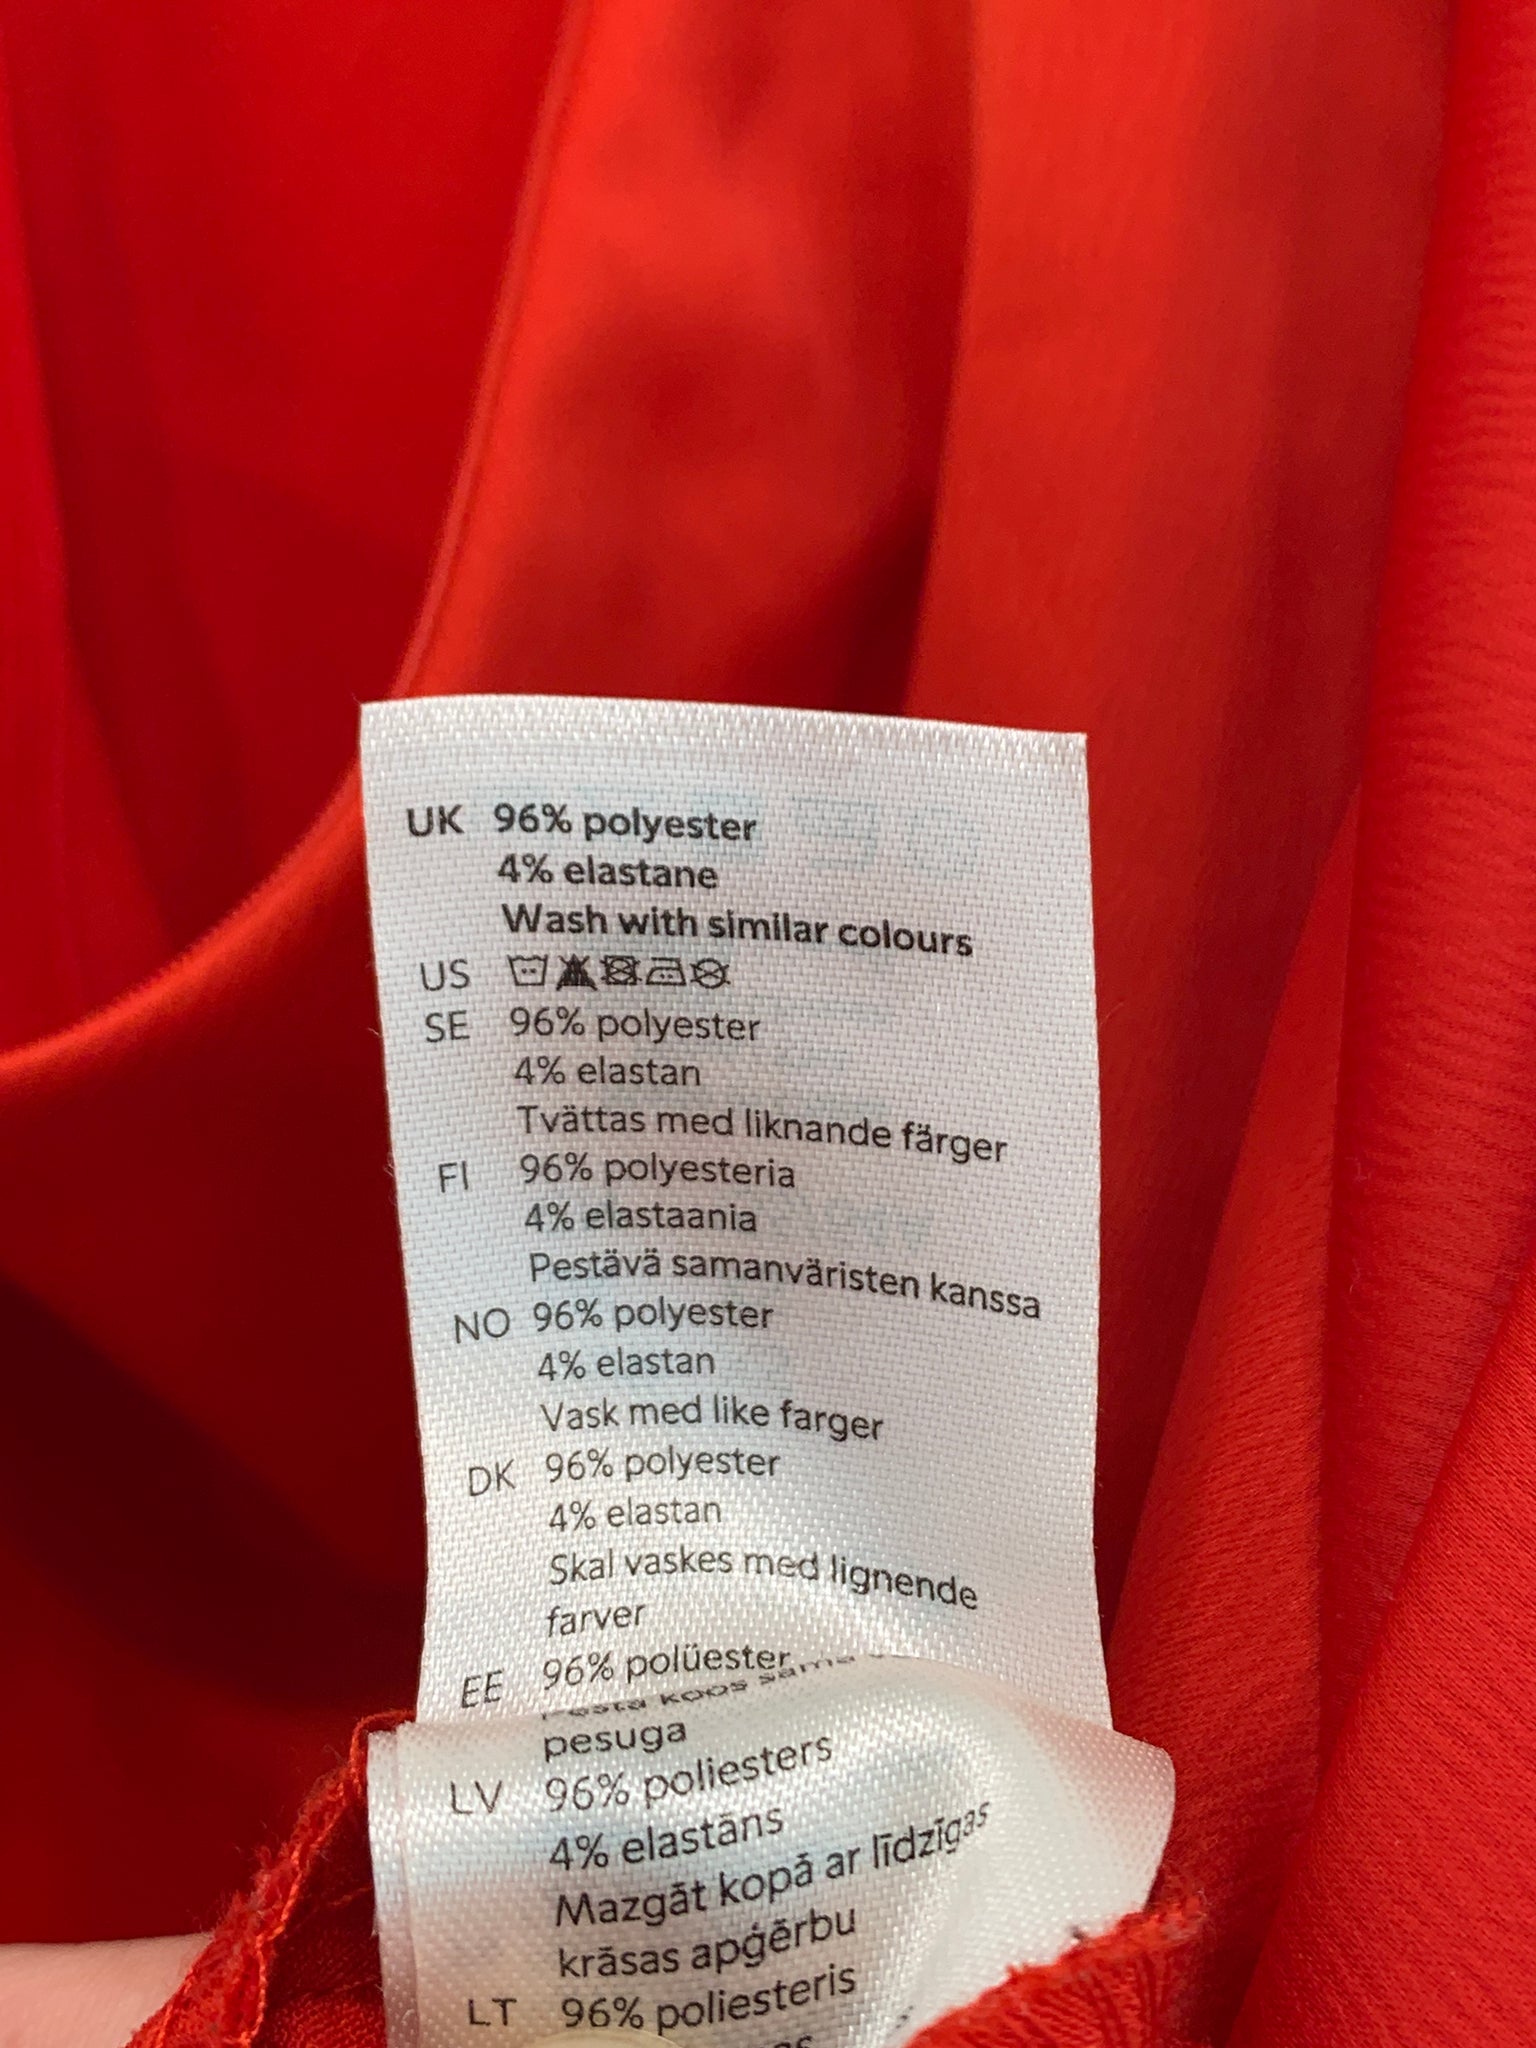 UK 96% polyester
4% elastane
Wash with similar colours
US
SE 96% polyester
4% elastan
Tvättas med liknande färger
FI 96% polyesteria
4% elastaania
Pestävä samanväristen kanssa
NO 96% polyester
4% elastan
Vask med like farger
DK 96% polyester
4% elastan
Skal vaskes med lignende
farver
EE 96% polüester
koos sama
pesuga
LV 96% poliesters
4% elastāns
Mazgāt kopā ar līdzīgas
krāsas apģērbu
LT 96% poliesteris